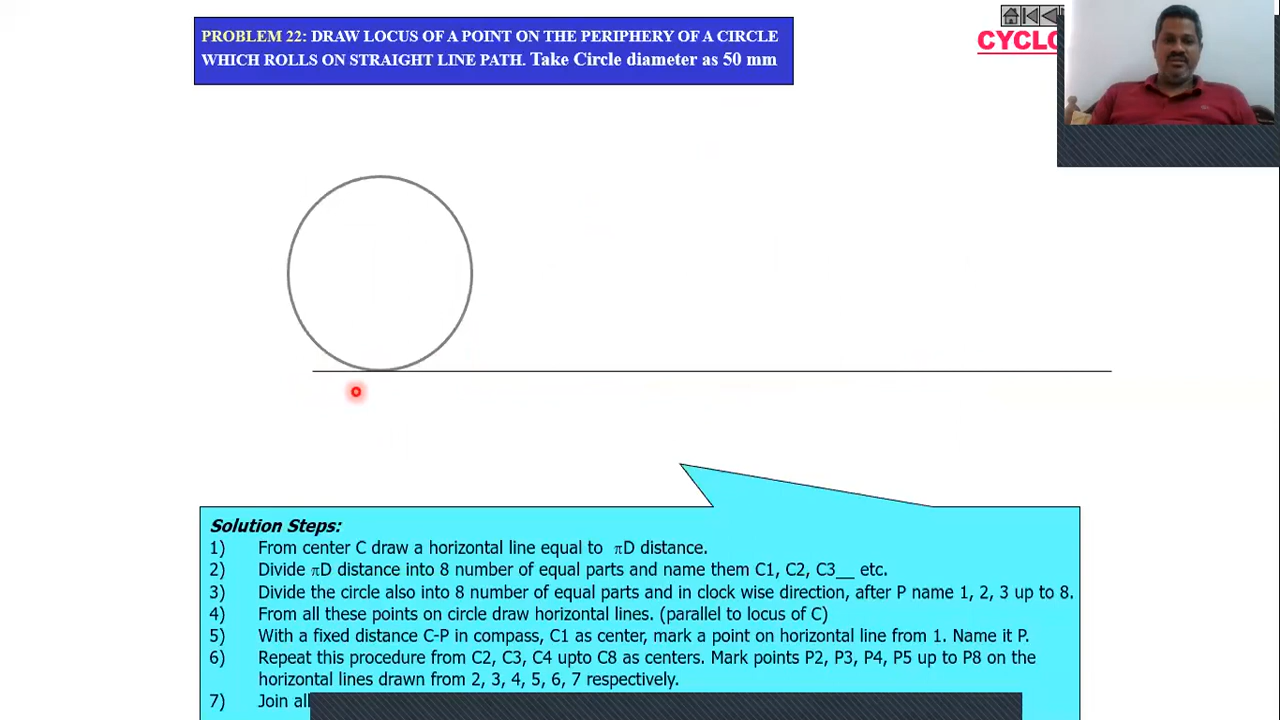 PROBLEM 22: DRAW LOCUS OF A POINT ON THE PERIPHERY OF A CIRCLE
WHICH ROLLS ON STRAIGHT LINE PATH. Take Circle diameter as 50 mm
CYCLO
Solution Steps:
1) From center C draw a horizontal line equal to πD distance.
2) Divide πD distance into 8 number of equal parts and name them C1, C2, C3__ etc.
3) Divide the circle also into 8 number of equal parts and in clock wise direction, after P name 1, 2, 3 up to 8.
4) From all these points on circle draw horizontal lines. (parallel to locus of C)
5) With a fixed distance C-P in compass, C1 as center, mark a point on horizontal line from 1. Name it P.
6) Repeat this procedure from C2, C3, C4 upto C8 as centers. Mark points P2, P3, P4, P5 up to P8 on the
horizontal lines drawn from 2, 3, 4, 5, 6, 7 respectively.
7) Join all